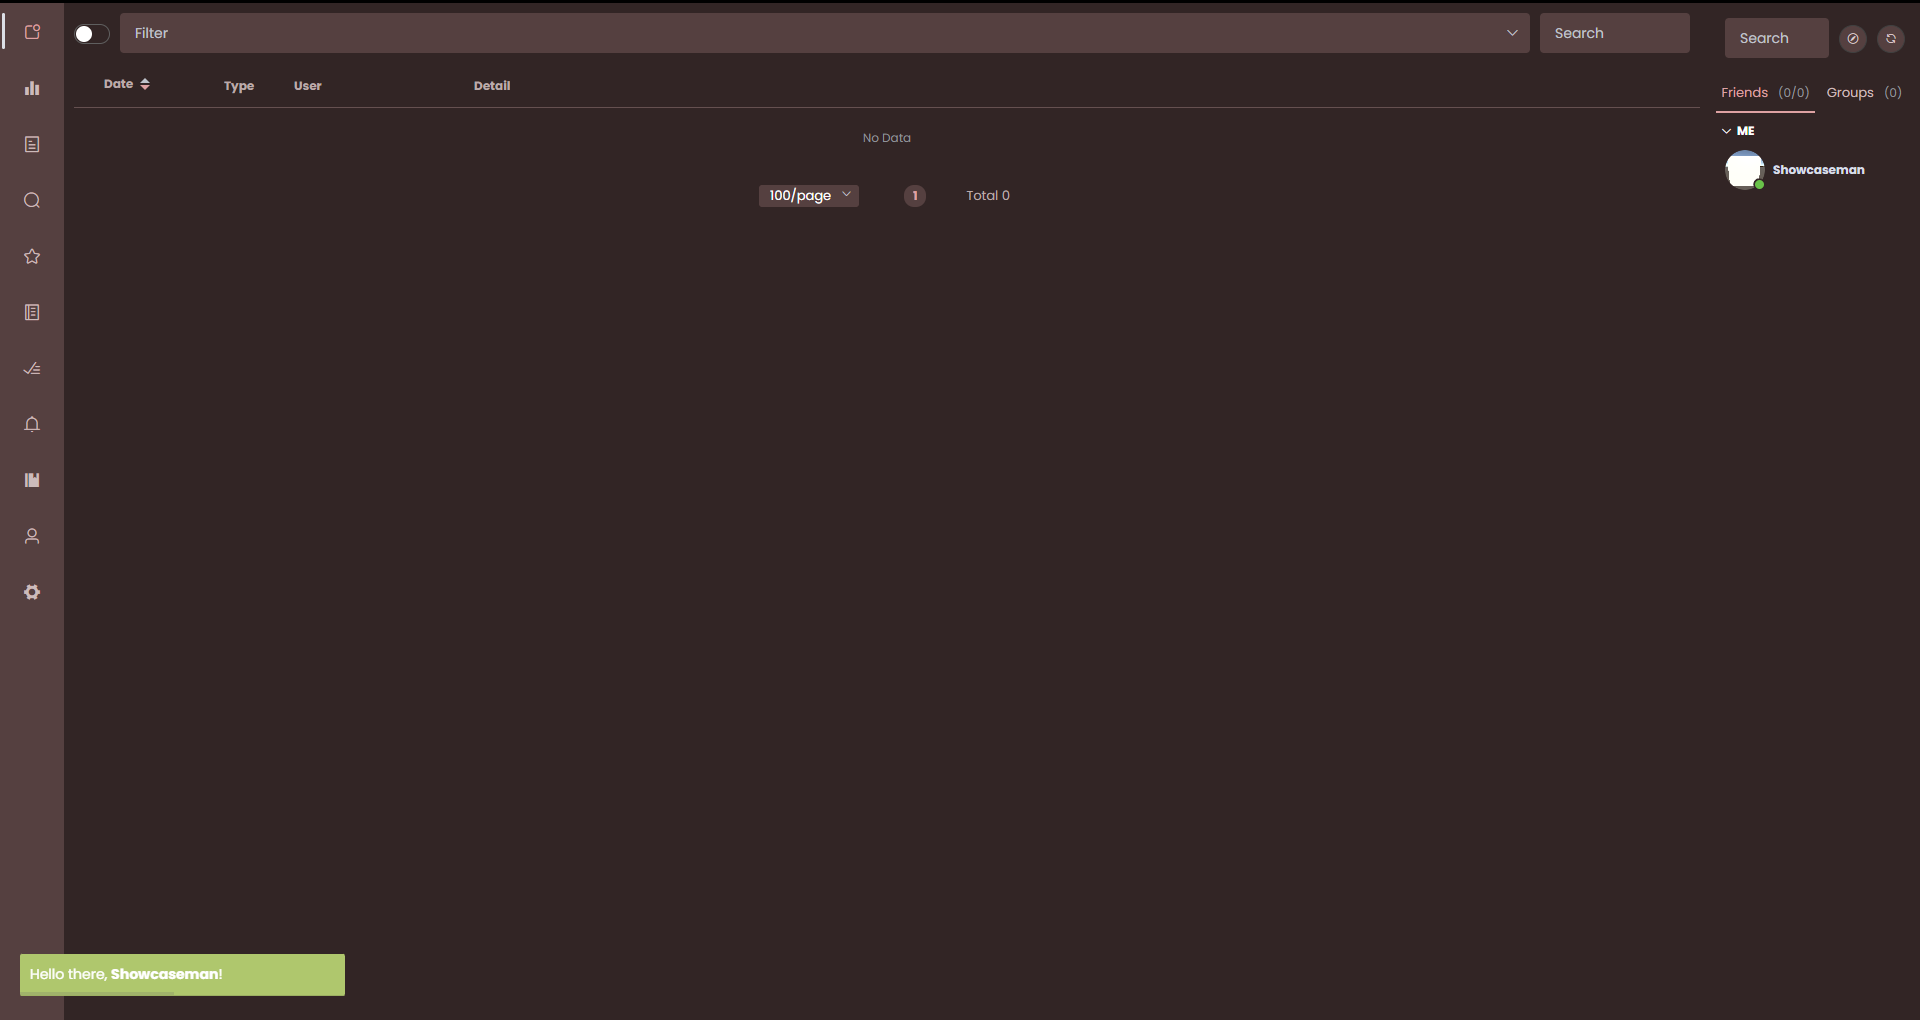 Filter
Search
Search
Date
Type
User
Detail
Friends (0/0)
Groups (0)
No Data
ME
Showcaseman
100/page
1
Total 0
Hello there, Showcaseman!